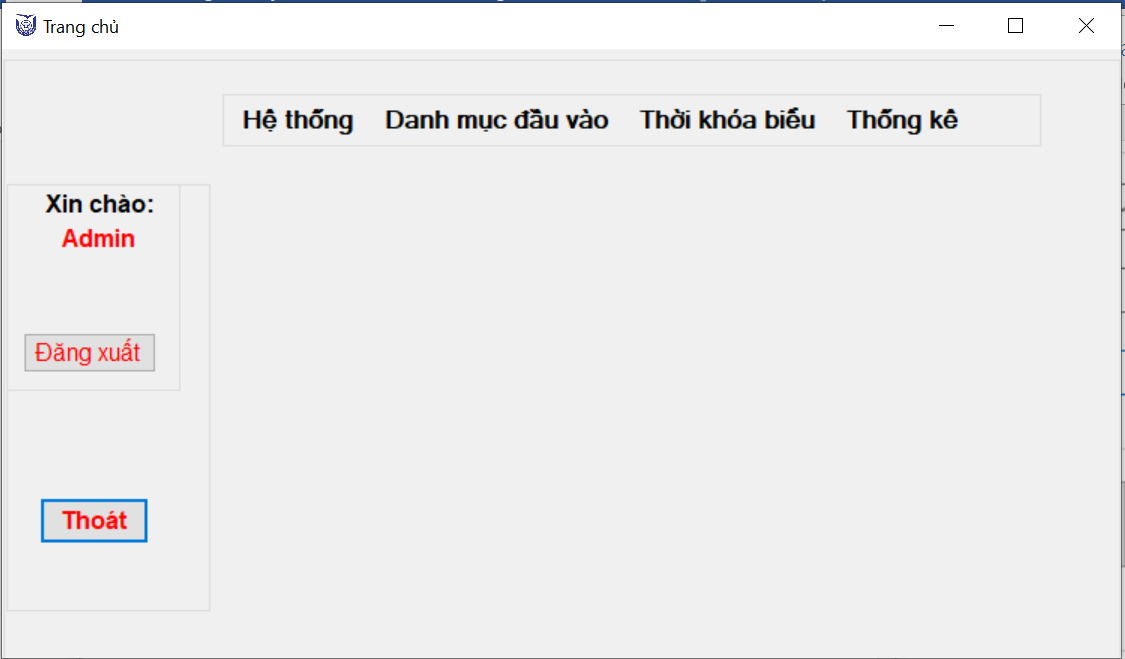 Trang chủ
Hệ thống Danh mục đầu vào Thời khóa biểu Thống kê
Xin chào:
Admin
Đăng xuất
Thoát